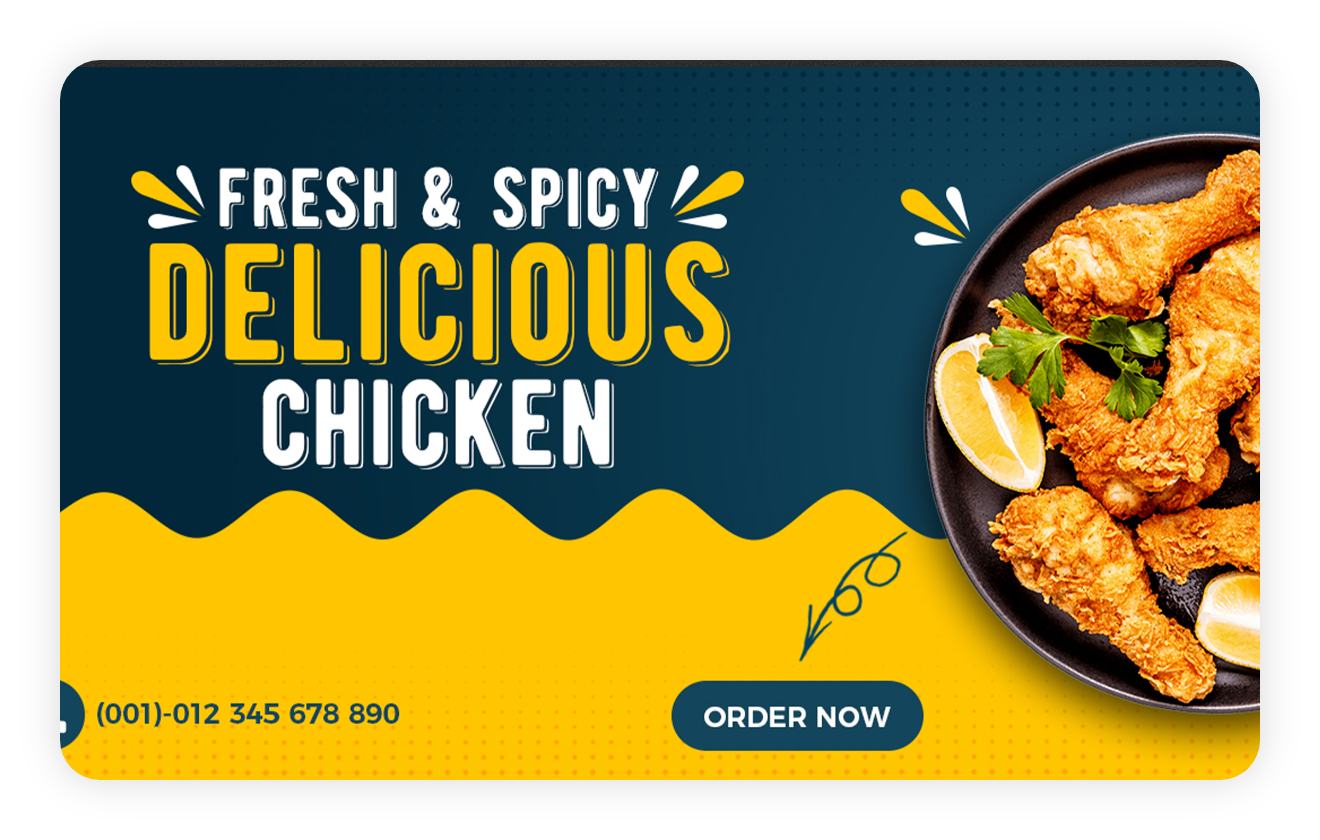 FRESH & SPICY
DELICIOUS
CHICKEN
(001)-012 345 678 890
ORDER NOW